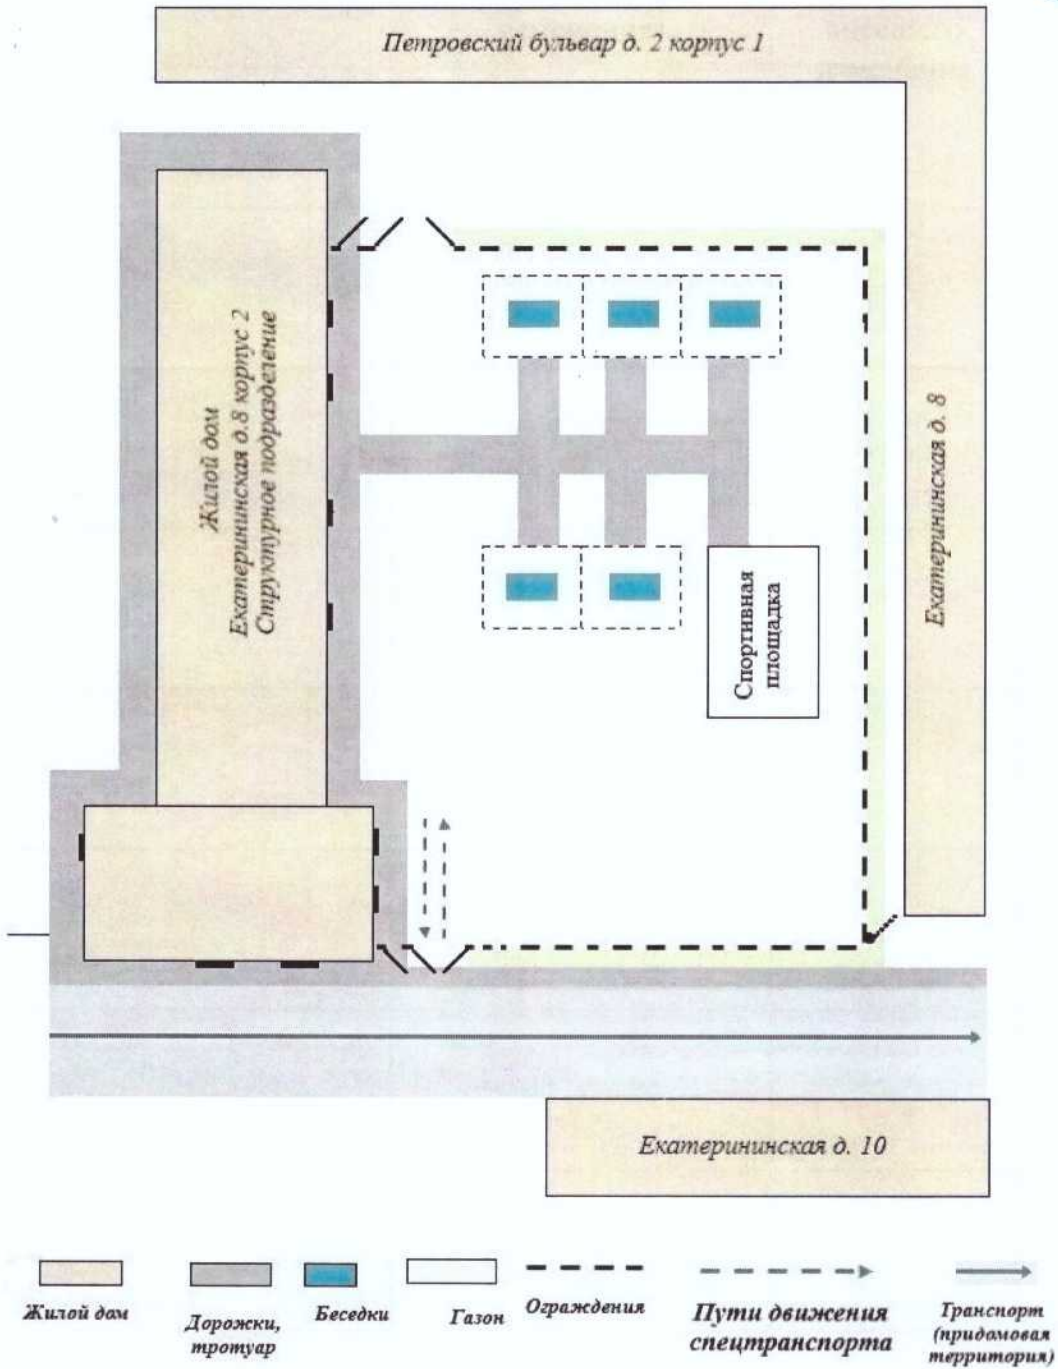 Петровский бульвар д. 2 корпус 1
Жилой дом
Екатерининская д.8 корпус 2
Структурное подразделение
Екатерининская д. 8
Спортивная
площадка
Екатерининская д. 10
Жилой дом
Дорожки,
тротуар
Беседки
Газон
Ограждения
Пути движения
спецтранспорта
Транспорт
(придомовая
территория)